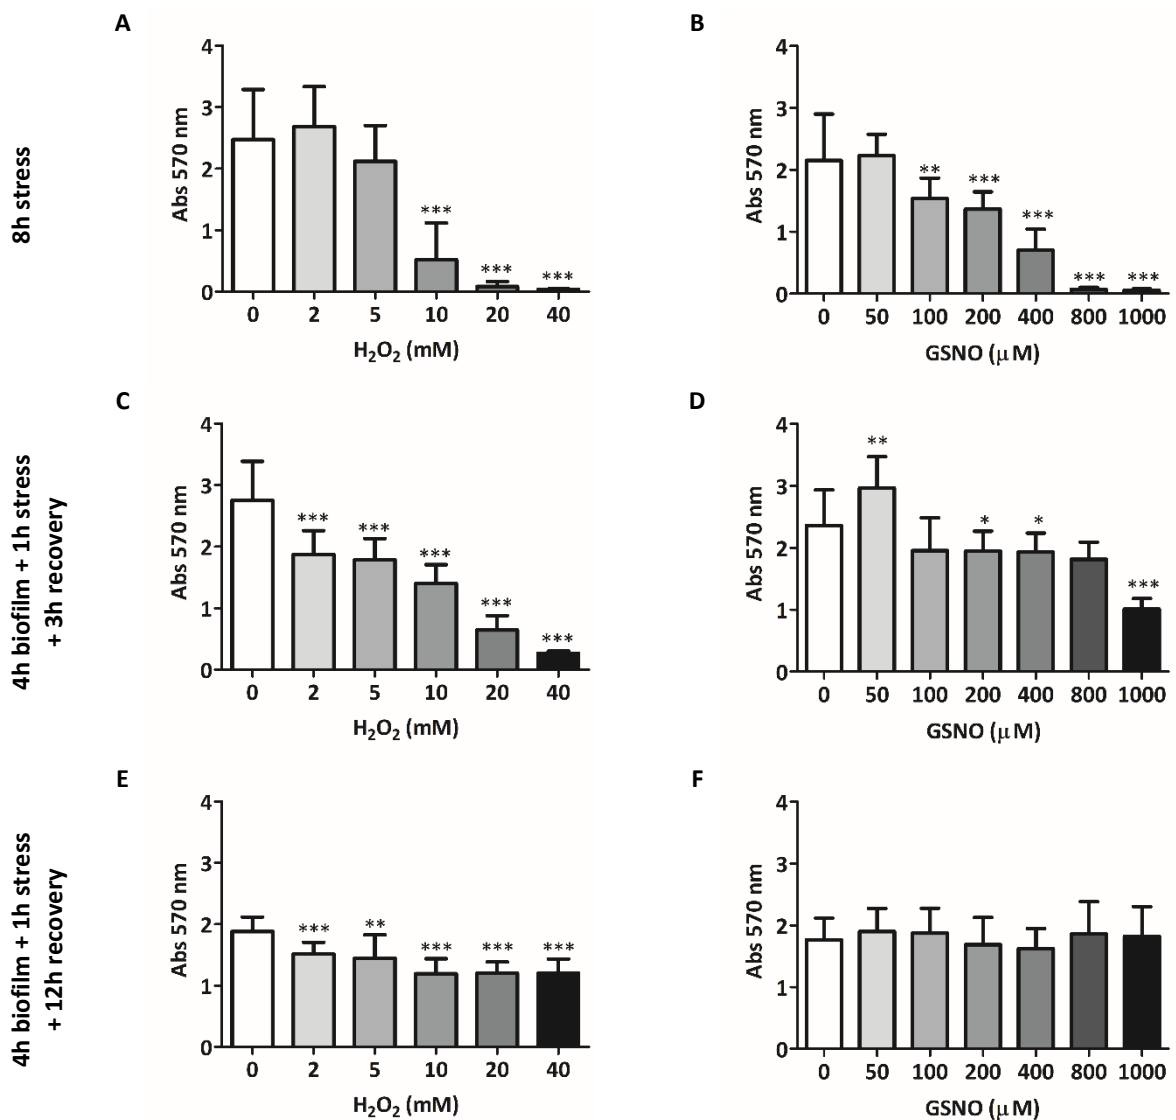 A
8h stress
Abs 570 nm
4
3
2
1
0
***
***
***
0 2 5 10 20 40
H₂O₂ (mM)
B
Abs 570 nm
4
3
2
1
0
**
***
***
***
***
0 50 100 200 400 800 1000
GSNO (μM)
C
4h biofilm + 1h stress
+ 3h recovery
Abs 570 nm
4
3
2
1
0
***
***
***
***
***
0 2 5 10 20 40
H₂O₂ (mM)
D
Abs 570 nm
4
3
2
1
0
**
*
*
***
0 50 100 200 400 800 1000
GSNO (μM)
E
4h biofilm + 1h stress
+ 12h recovery
Abs 570 nm
4
3
2
1
0
***
**
***
***
***
0 2 5 10 20 40
H₂O₂ (mM)
F
Abs 570 nm
4
3
2
1
0
0 50 100 200 400 800 1000
GSNO (μM)